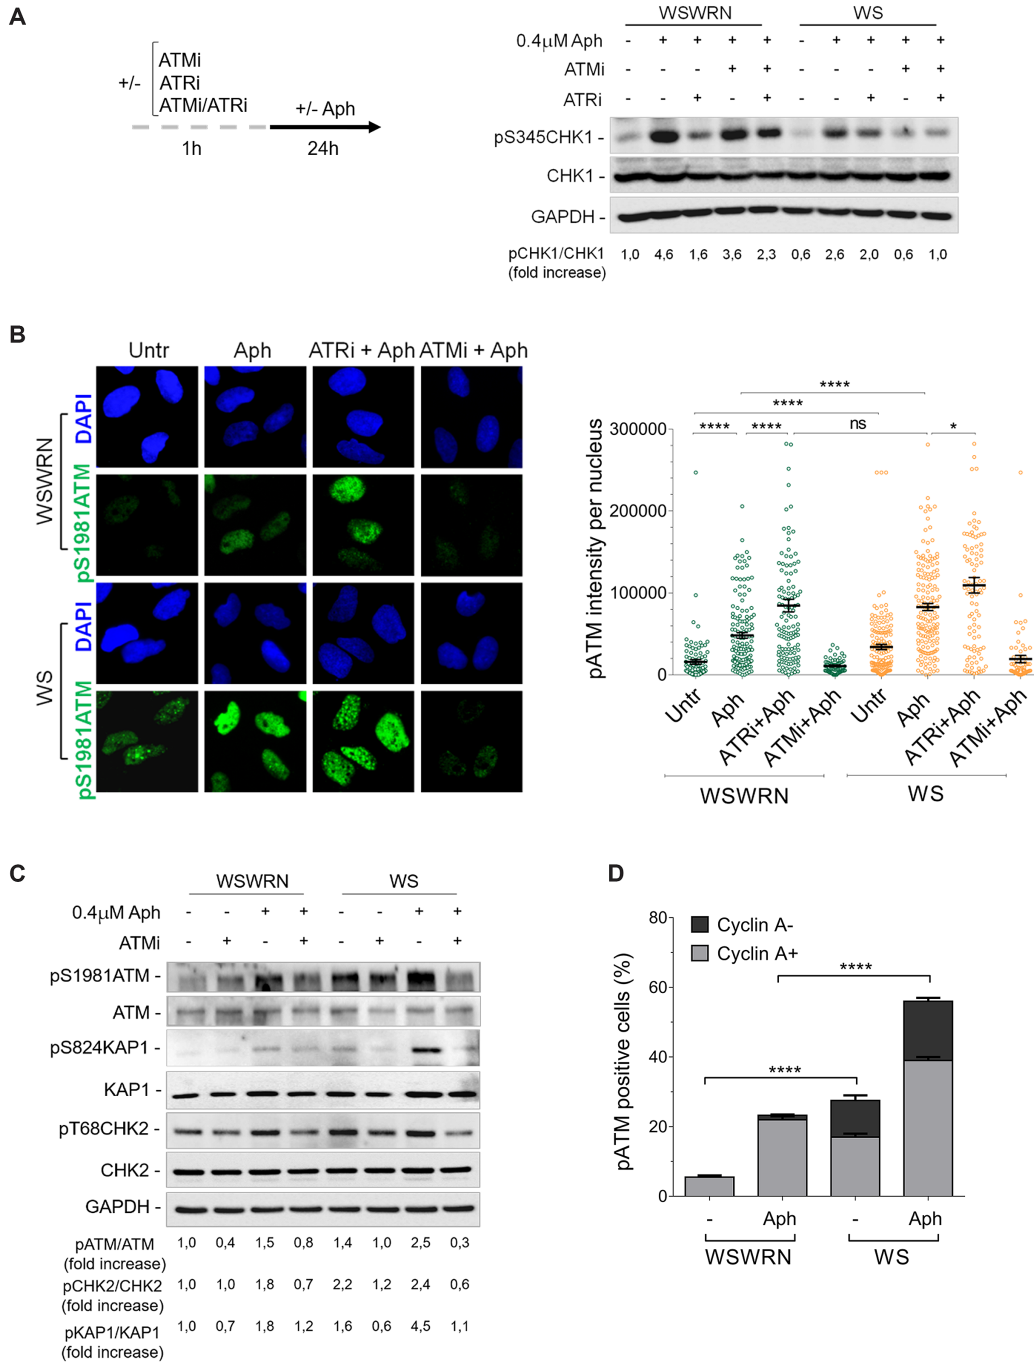 A
+/-
ATMi
ATRi
ATMi/ATRi
+/- Aph
1h
24h
WSWRN
WS
0.4µM Aph - + + + + - + + + +
ATMi - - - + + - - - + +
ATRi - - + - + - - + - +
pS345CHK1 -
CHK1 -
GAPDH -
pCHK1/CHK1 1,0 4,6 1,6 3,6 2,3 0,6 2,6 2,0 0,6 1,0
(fold increase)
B
Untr
Aph
ATRi + Aph
ATMi + Aph
WSWRN
DAPI
pS1981ATM
WS
DAPI
pS1981ATM
pATM intensity per nucleus
300000
200000
100000
0
****
****
****
****
ns
*
Untr
Aph
ATRi+Aph
ATMi+Aph
Untr
Aph
ATRi+Aph
ATMi+Aph
WSWRN
WS
C
WSWRN
WS
0.4µM Aph - - + + - - + +
ATMi - + - + - + - +
pS1981ATM -
ATM -
pS824KAP1 -
KAP1 -
pT68CHK2 -
CHK2 -
GAPDH -
pATM/ATM 1,0 0,4 1,5 0,8 1,4 1,0 2,5 0,3
(fold increase)
pCHK2/CHK2 1,0 1,0 1,8 0,7 2,2 1,2 2,4 0,6
(fold increase)
pKAP1/KAP1 1,0 0,7 1,8 1,2 1,6 0,6 4,5 1,1
(fold increase)
D
pATM positive cells (%)
80
60
40
20
0
Cyclin A-
Cyclin A+
****
****
- Aph - Aph
WSWRN
WS